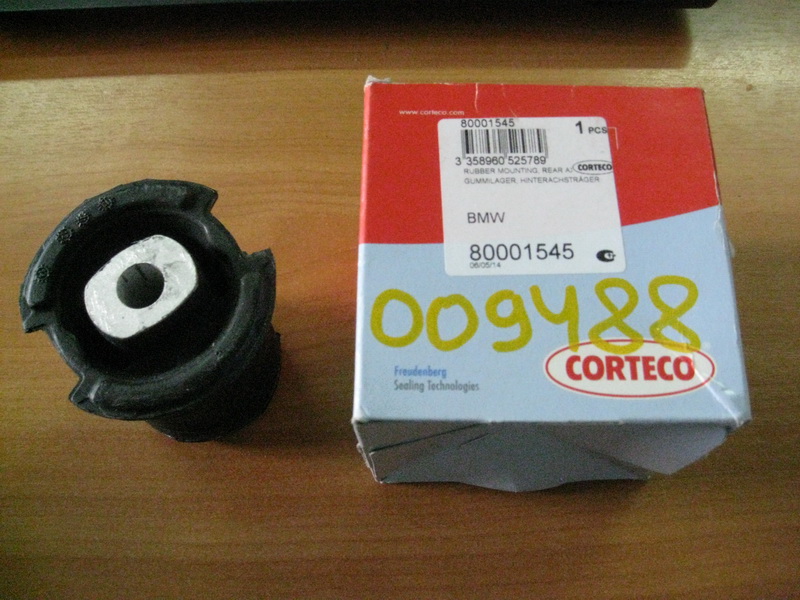 www.corteco.com
80001545
1 PCS
3 358960 525789
RUBBER MOUNTING, REAR A
CORTECO
GUMMILAGER, HINTERACHSTRÄGER
BMW
80001545
06/05/14
009488
Freudenberg
Sealing Technologies
CORTECO